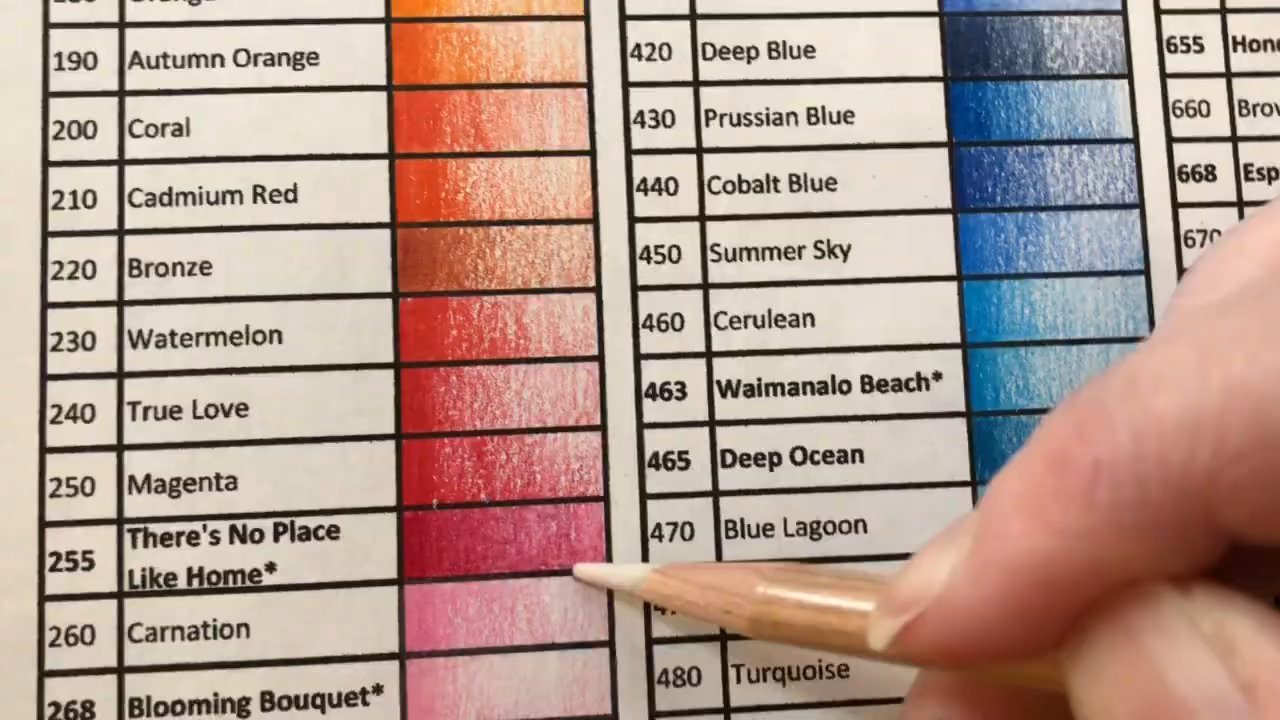 Orange
190 Autumn Orange
200 Coral
210 Cadmium Red
220 Bronze
230 Watermelon
240 True Love
250 Magenta
255 There's No Place
Like Home*
260 Carnation
268 Blooming Bouquet*
420 Deep Blue
430 Prussian Blue
440 Cobalt Blue
450 Summer Sky
460 Cerulean
463 Waimanalo Beach*
465 Deep Ocean
470 Blue Lagoon
480 Turquoise
655
660
668
670